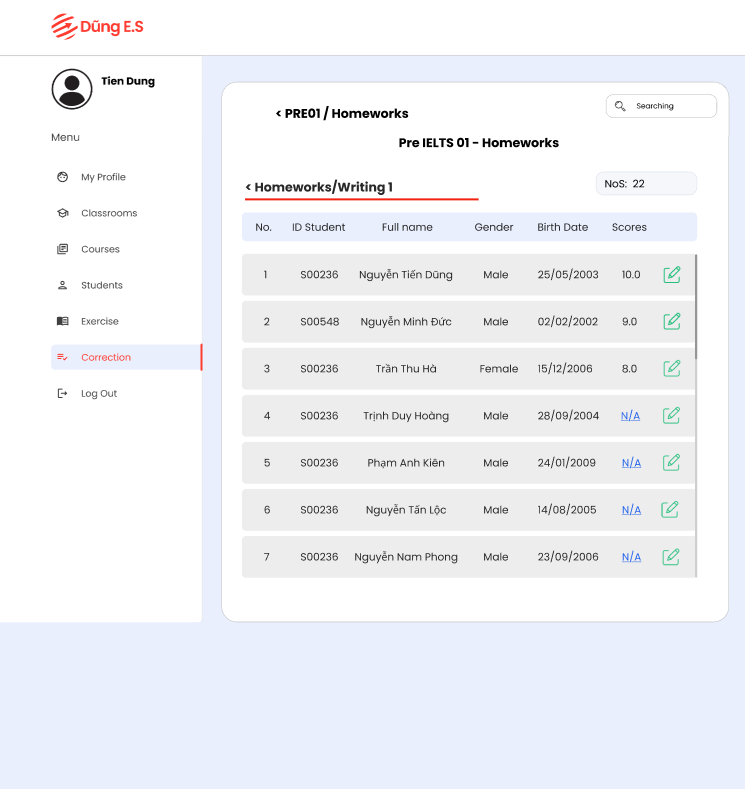 Dũng E.S
Tien Dung
Menu
My Profile
Classrooms
Courses
Students
Exercise
Correction
Log Out
< PRE01 / Homeworks
Searching
Pre IELTS 01 - Homeworks
< Homeworks/Writing 1
NoS: 22
No. ID Student Full name Gender Birth Date Scores
1 S00236 Nguyễn Tiến Dũng Male 25/05/2003 10.0
2 S00548 Nguyễn Minh Đức Male 02/02/2002 9.0
3 S00236 Trần Thu Hà Female 15/12/2006 8.0
4 S00236 Trịnh Duy Hoàng Male 28/09/2004 N/A
5 S00236 Phạm Anh Kiên Male 24/01/2009 N/A
6 S00236 Nguyễn Tấn Lộc Male 14/08/2005 N/A
7 S00236 Nguyễn Nam Phong Male 23/09/2006 N/A